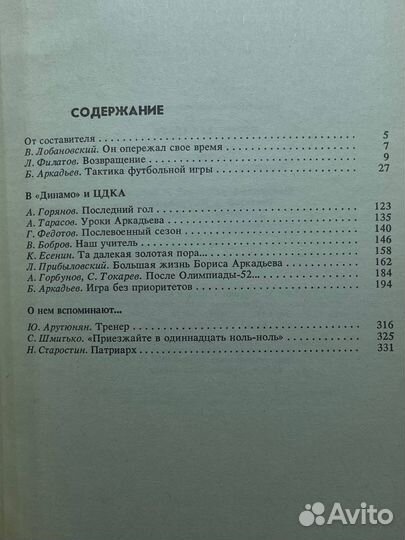 СОДЕРЖАНИЕ
От составителя . . . . . . . . . . . . . . . . . . . . 5
В. Лобановский. Он опережал свое время . . . . . . . . . . 7
Л. Филатов. Возвращение . . . . . . . . . . . . . . . . 9
Б. Аркадьев. Тактика футбольной игры . . . . . . . . . . 27
В «Динамо» и ЦДКА
А. Горянов. Последний гол . . . . . . . . . . . . . . . 123
А. Тарасов. Уроки Аркадьева . . . . . . . . . . . . . . 135
Г. Федотов. Послевоенный сезон . . . . . . . . . . . . . 140
В. Бобров. Наш учитель . . . . . . . . . . . . . . . . 146
К. Есенин. Та далекая золотая пора... . . . . . . . . . . 158
Л. Прибыловский. Большая жизнь Бориса Аркадьева . . . . . 162
А. Горбунов, С. Токарев. После Олимпиады-52... . . . . . . 184
Б. Аркадьев. Игра без приоритетов . . . . . . . . . . . . 194
О нем вспоминают...
Ю. Арутюнян. Тренер . . . . . . . . . . . . . . . . . . 316
С. Шмитько. «Приезжайте в одиннадцать ноль-ноль» . . . . . 325
Н. Старостин. Патриарх . . . . . . . . . . . . . . . . 331
Avito